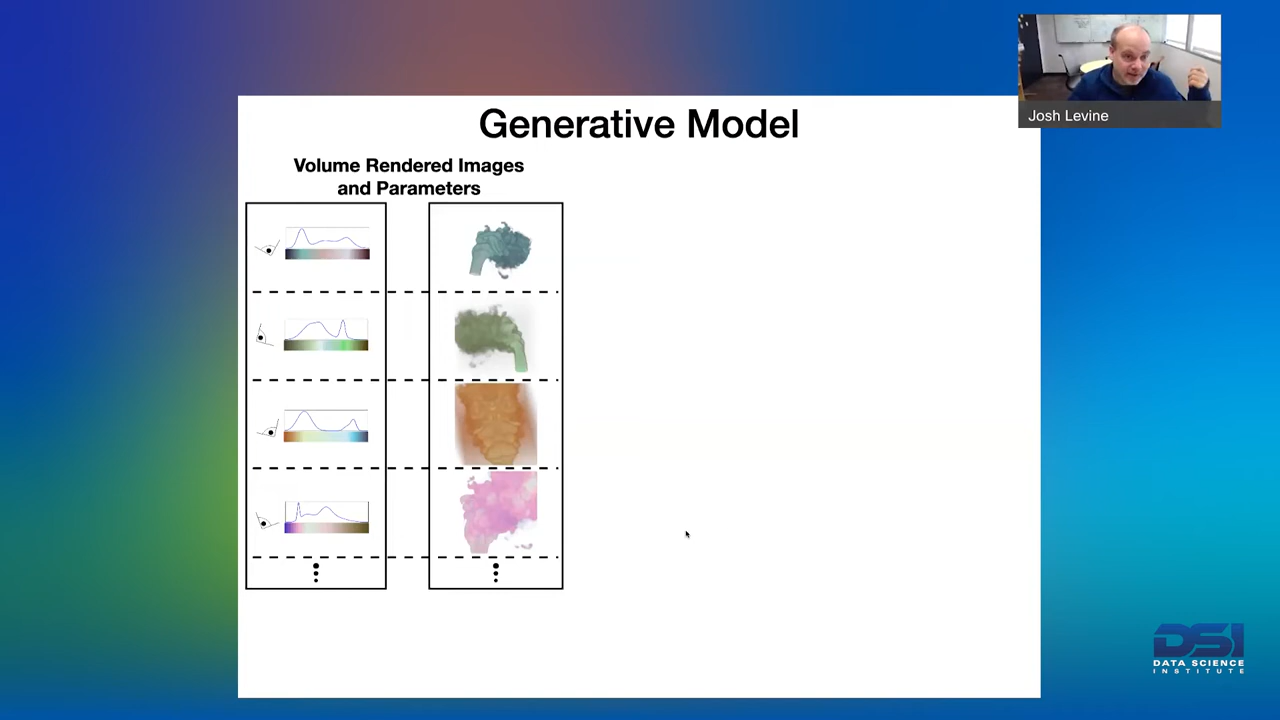 Generative Model
Volume Rendered Images
and Parameters
Josh Levine
DSI
DATA SCIENCE
INSTITUTE